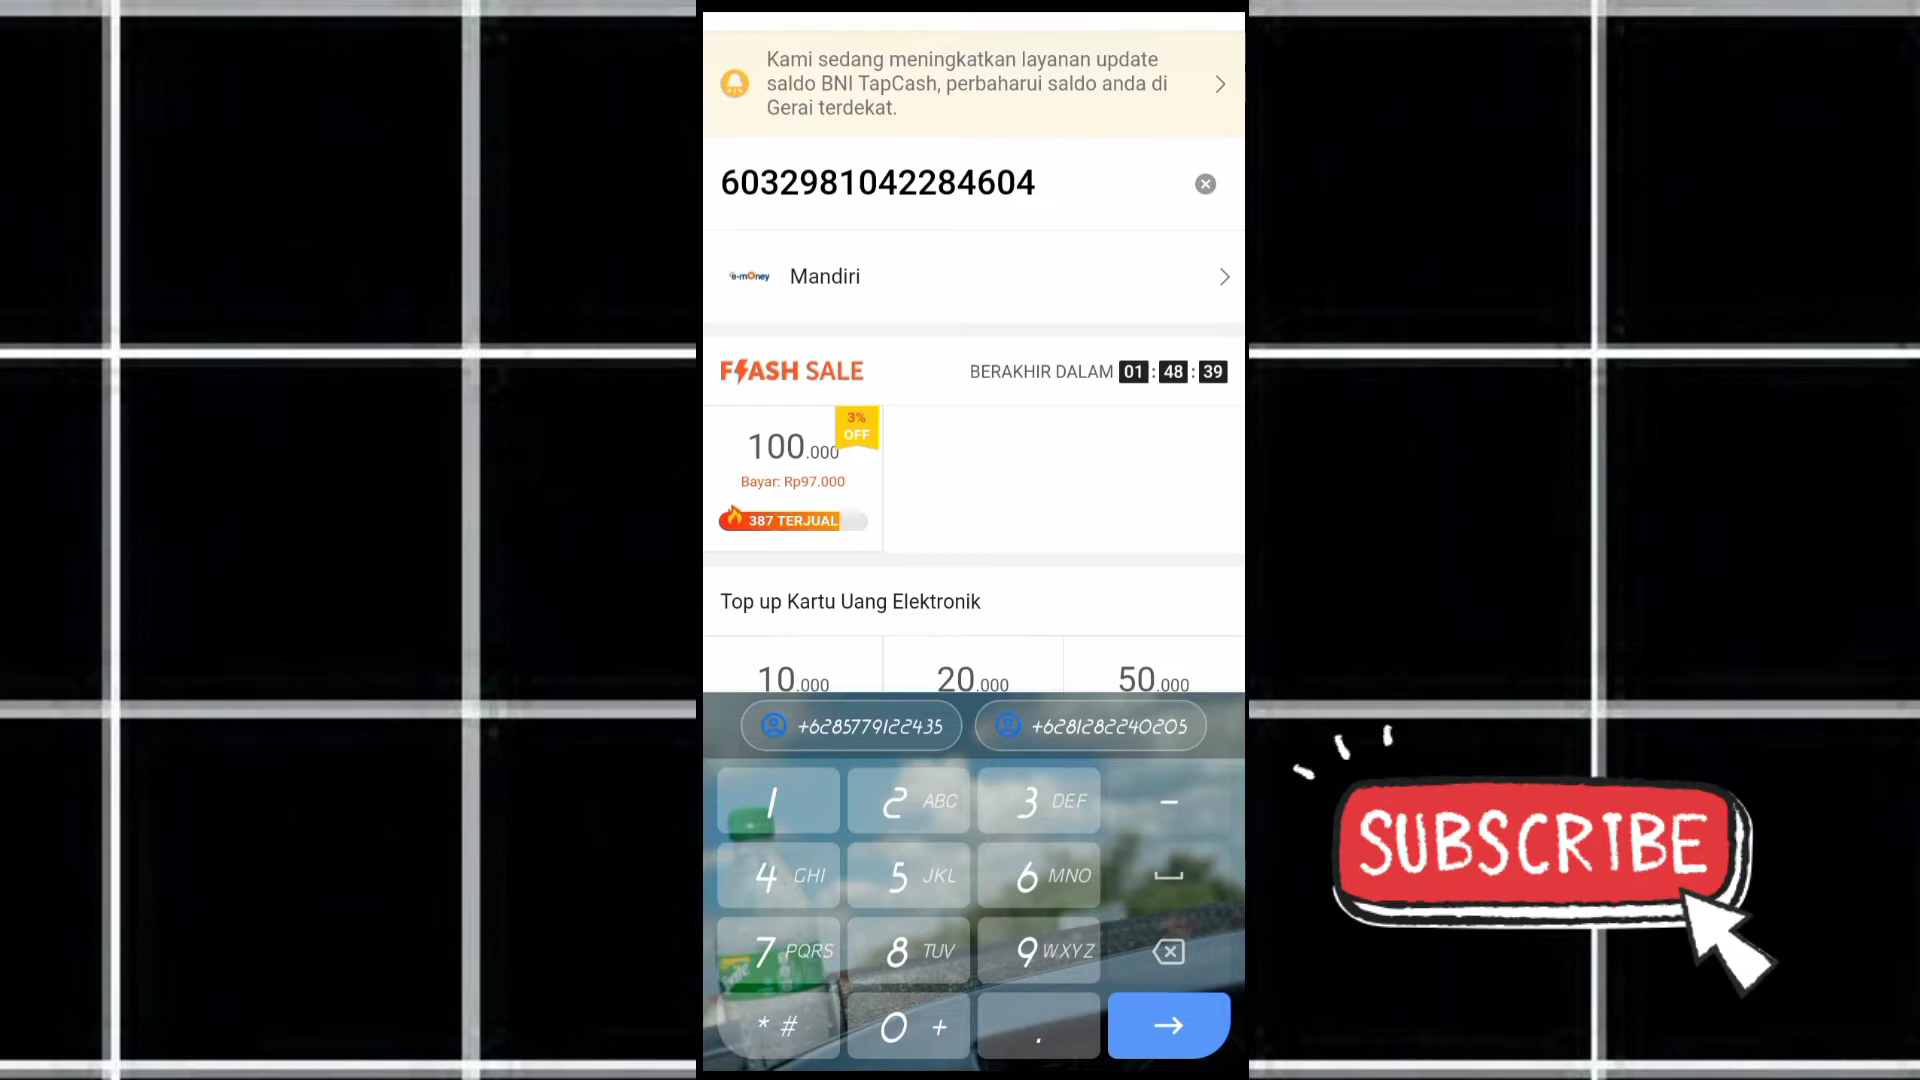 Kami sedang meningkatkan layanan update
saldo BNI TapCash, perbaharui saldo anda di
Gerai terdekat.
6032981042284604
e-money Mandiri
FLASH SALE
BERAKHIR DALAM 01 : 48 : 39
3%
OFF
100.000
Bayar: Rp97.000
387 TERJUAL
Top up Kartu Uang Elektronik
10.000 20.000 50.000
+6285779122435 +6281282240205
1 2 ABC 3 DEF -
4 GHI 5 JKL 6 MNO
7 PQRS 8 TUV 9 WXYZ
* # 0 + .
SUBSCRIBE